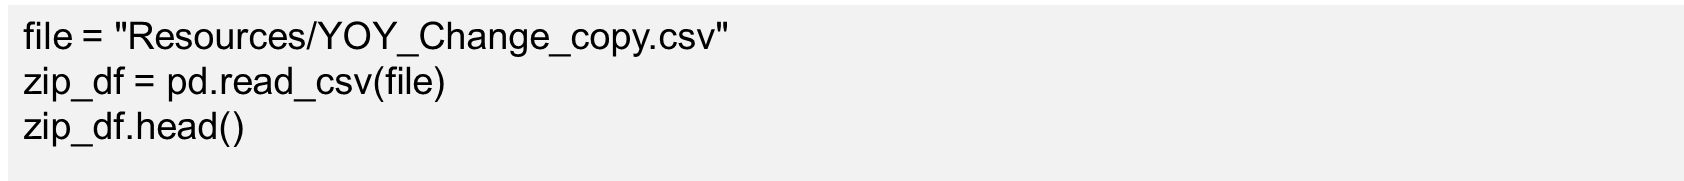 file = "Resources/YOY_Change_copy.csv"
zip_df = pd.read_csv(file)
zip_df.head()